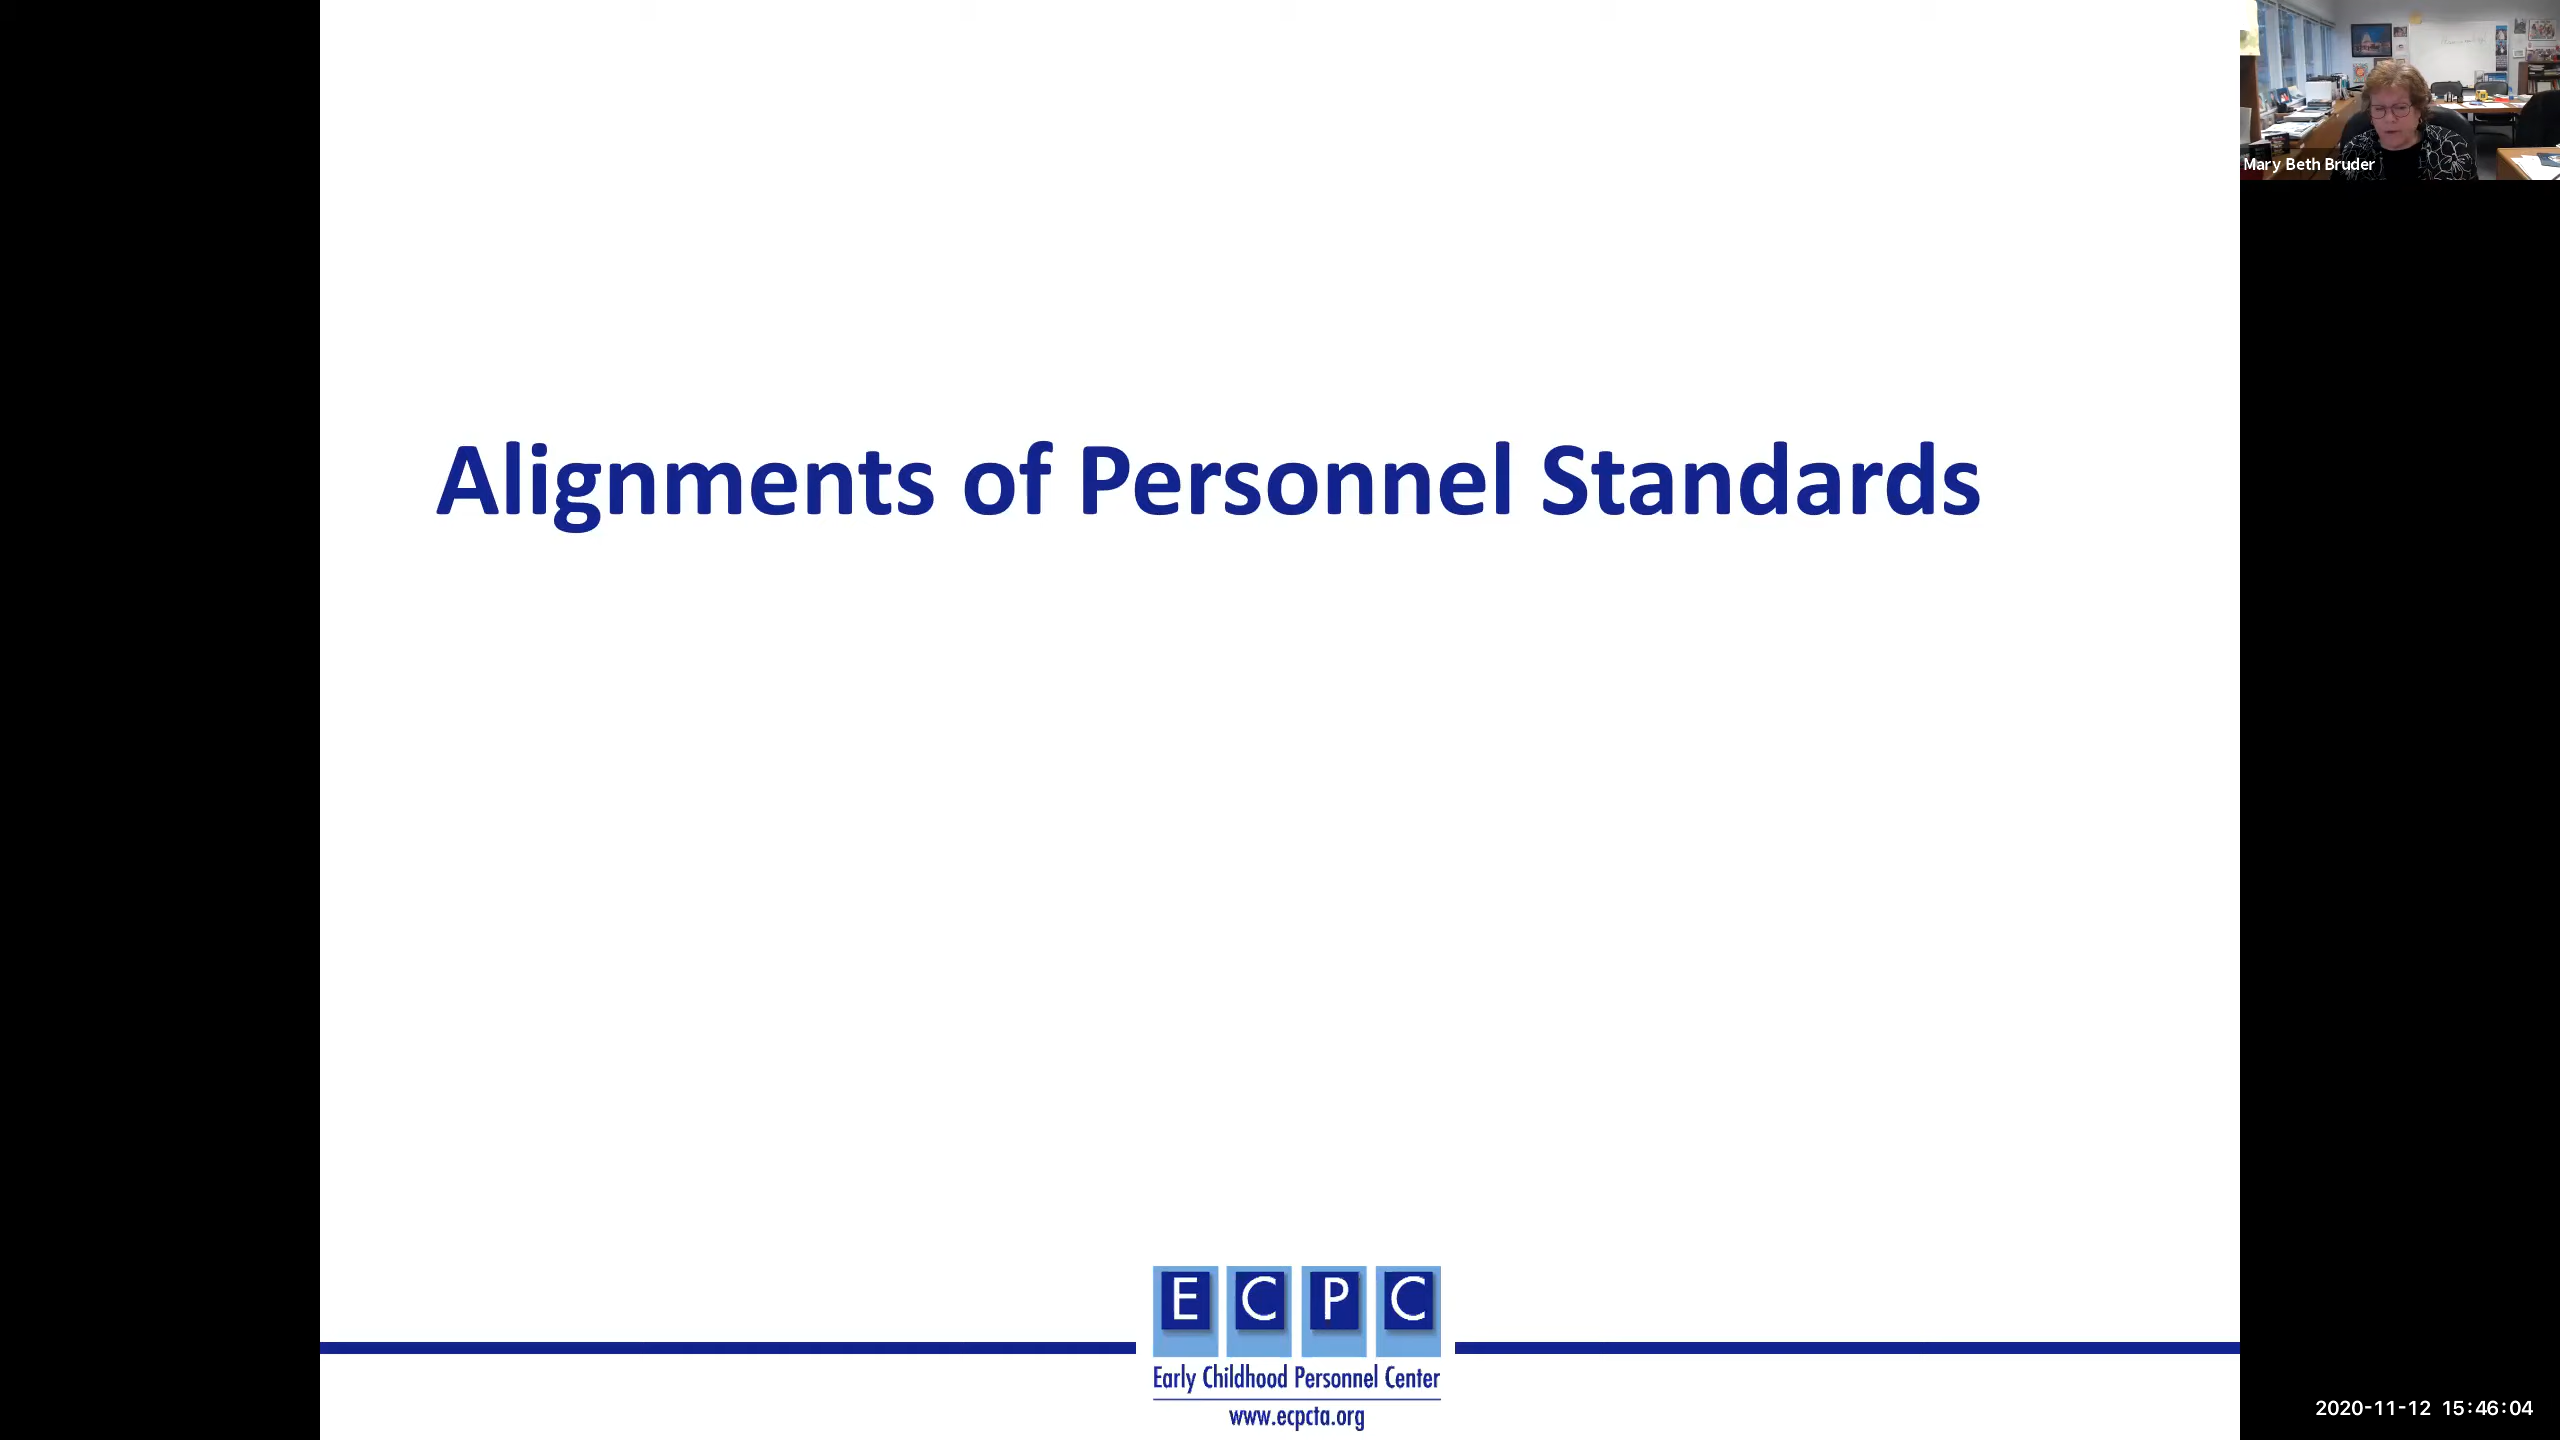 Alignments of Personnel Standards
Mary Beth Bruder
E C P C
Early Childhood Personnel Center
www.ecpcta.org
2020-11-12 15:46:04